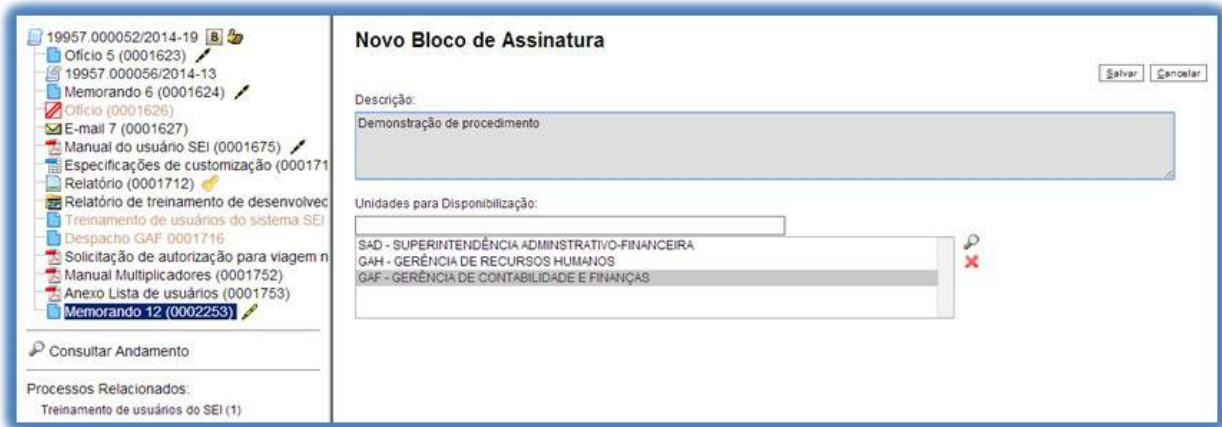 19957.000052/2014-19 B
Ofício 5 (0001623)
19957.000056/2014-13
Memorando 6 (0001624)
Ofício (0001626)
E-mail 7 (0001627)
Manual do usuário SEI (0001675)
Especificações de customização (000171
Relatório (0001712)
Relatório de treinamento de desenvolvec
Treinamento de usuários do sistema SEI
Despacho GAF 0001716
Solicitação de autorização para viagem n
Manual Multiplicadores (0001752)
Anexo Lista de usuários (0001753)
Memorando 12 (0002253)
Consultar Andamento
Processos Relacionados:
Treinamento de usuários do SEI (1)
Novo Bloco de Assinatura
Salvar Cancelar
Descrição:
Demonstração de procedimento
Unidades para Disponibilização:
SAD - SUPERINTENDÊNCIA ADMINSTRATIVO-FINANCEIRA
GAH - GERÊNCIA DE RECURSOS HUMANOS
GAF - GERÊNCIA DE CONTABILIDADE E FINANÇAS